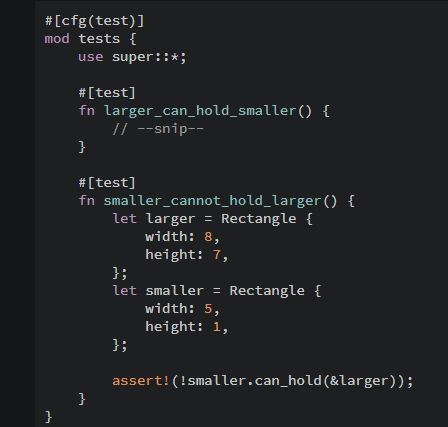 #[cfg(test)]
mod tests {
    use super::*;

    #[test]
    fn larger_can_hold_smaller() {
        // --snip--
    }

    #[test]
    fn smaller_cannot_hold_larger() {
        let larger = Rectangle {
            width: 8,
            height: 7,
        };
        let smaller = Rectangle {
            width: 5,
            height: 1,
        };

        assert!(!smaller.can_hold(&larger));
    }
}